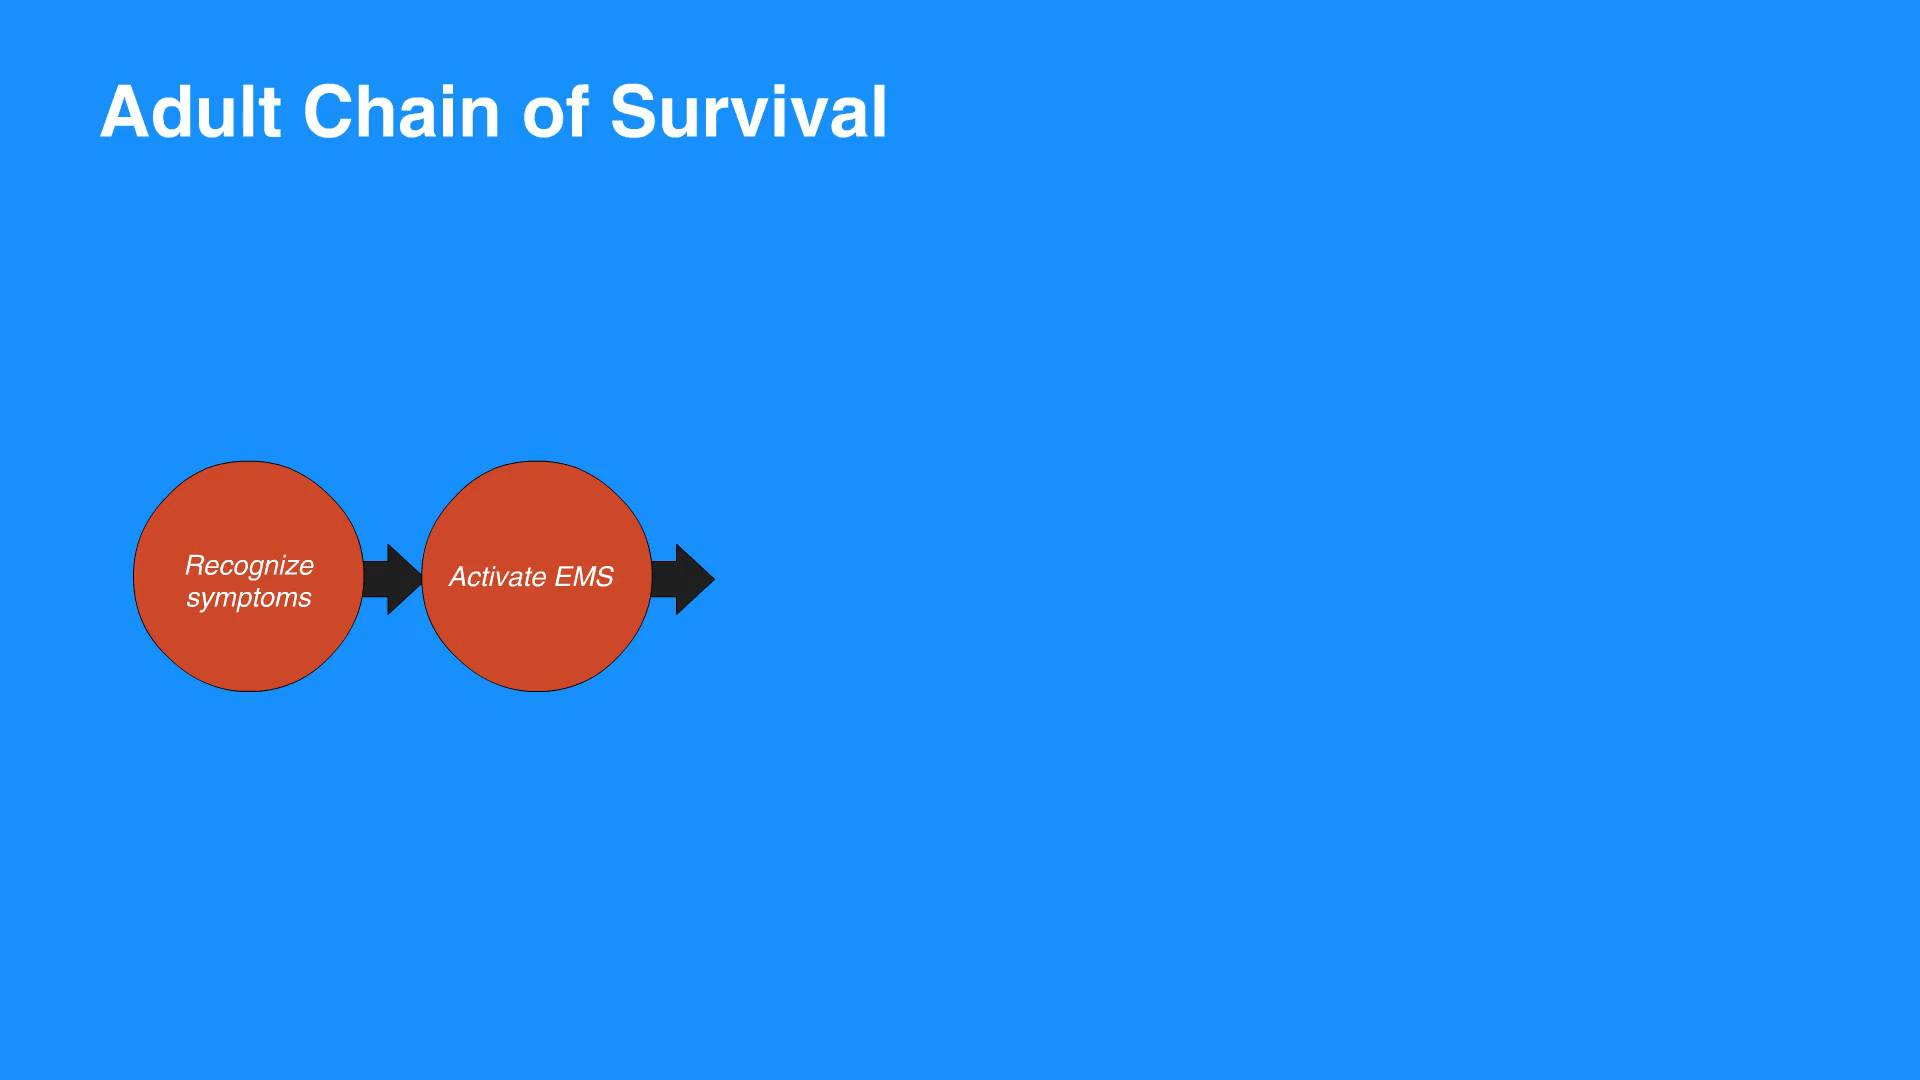 Adult Chain of Survival
Recognize
symptoms
Activate EMS